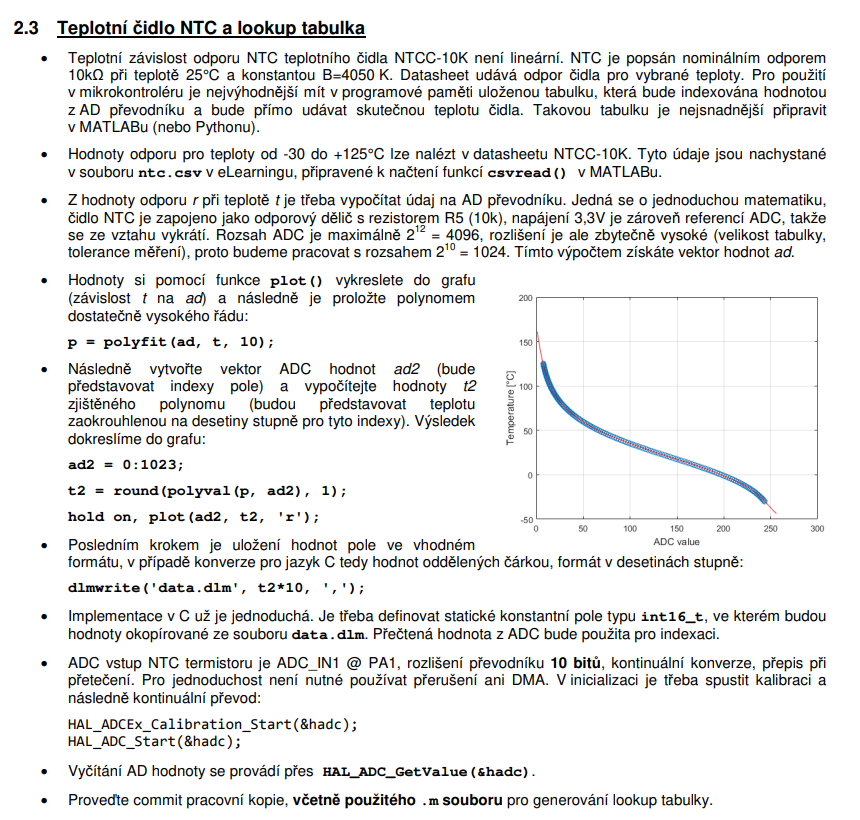 2.3 Teplotní čidlo NTC a lookup tabulka
• Teplotní závislost odporu NTC teplotního čidla NTCC-10K není lineární. NTC je popsán nominálním odporem
10kΩ při teplotě 25°C a konstantou B=4050 K. Datasheet udává odpor čidla pro vybrané teploty. Pro použití
v mikrokontroléru je nejvýhodnější mít v programové paměti uloženou tabulku, která bude indexována hodnotou
z AD převodníku a bude přímo udávat skutečnou teplotu čidla. Takovou tabulku je nejsnadnější připravit
v MATLABu (nebo Pythonu).
• Hodnoty odporu pro teploty od -30 do +125°C lze nalézt v datasheetu NTCC-10K. Tyto údaje jsou nachystané
v souboru ntc.csv v eLearningu, připravené k načtení funkcí csvread() v MATLABu.
• Z hodnoty odporu r při teplotě t je třeba vypočítat údaj na AD převodníku. Jedná se o jednoduchou matematiku,
čidlo NTC je zapojeno jako odporový dělič s rezistorem R5 (10k), napájení 3,3V je zároveň referencí ADC, takže
se ze vztahu vykrátí. Rozsah ADC je maximálně 2¹² = 4096, rozlišení je ale zbytečně vysoké (velikost tabulky,
tolerance měření), proto budeme pracovat s rozsahem 2¹⁰ = 1024. Tímto výpočtem získáte vektor hodnot ad.
• Hodnoty si pomocí funkce plot() vykreslete do grafu
(závislost t na ad) a následně je proložte polynomem
dostatečně vysokého řádu:
p = polyfit(ad, t, 10);
• Následně vytvořte vektor ADC hodnot ad2 (bude
představovat indexy pole) a vypočítejte hodnoty t2
zjištěného polynomu (budou představovat teplotu
zaokrouhlenou na desetiny stupně pro tyto indexy). Výsledek
dokreslíme do grafu:
ad2 = 0:1023;
t2 = round(polyval(p, ad2), 1);
hold on, plot(ad2, t2, 'r');
200
150
100
50
0
-50
Temperature [°C]
0 50 100 150 200 250 300
ADC value
• Posledním krokem je uložení hodnot pole ve vhodném
formátu, v případě konverze pro jazyk C tedy hodnot oddělených čárkou, formát v desetinách stupně:
dlmwrite('data.dlm', t2*10, ',');
• Implementace v C už je jednoduchá. Je třeba definovat statické konstantní pole typu int16_t, ve kterém budou
hodnoty okopírované ze souboru data.dlm. Přečtená hodnota z ADC bude použita pro indexaci.
• ADC vstup NTC termistoru je ADC_IN1 @ PA1, rozlišení převodníku 10 bitů, kontinuální konverze, přepis při
přetečení. Pro jednoduchost není nutné používat přerušení ani DMA. V inicializaci je třeba spustit kalibraci a
následně kontinuální převod:
HAL_ADCEx_Calibration_Start(&hadc);
HAL_ADC_Start(&hadc);
• Vyčítání AD hodnoty se provádí přes HAL_ADC_GetValue(&hadc).
• Proveďte commit pracovní kopie, včetně použitého .m souboru pro generování lookup tabulky.